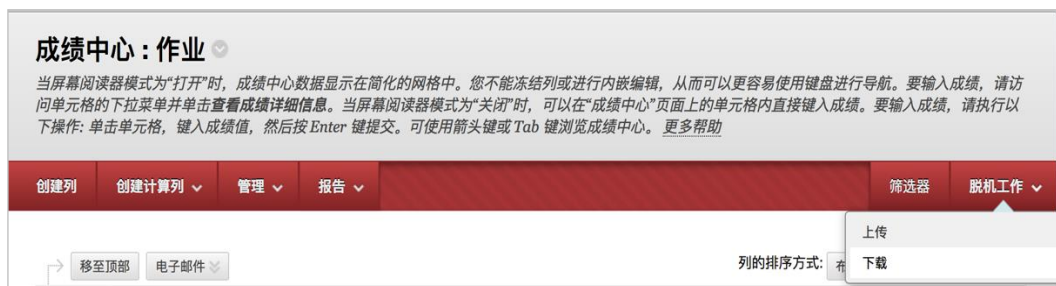 成绩中心 : 作业
当屏幕阅读器模式为“打开”时，成绩中心数据显示在简化的网格中。您不能冻结列或进行内嵌编辑，从而可以更容易使用键盘进行导航。要输入成绩，请访
问单元格的下拉菜单并单击查看成绩详细信息。当屏幕阅读器模式为“关闭”时，可以在“成绩中心”页面上的单元格内直接键入成绩。要输入成绩，请执行以
下操作: 单击单元格，键入成绩值，然后按 Enter 键提交。可使用箭头键或 Tab 键浏览成绩中心。 更多帮助
创建列 创建计算列 管理 报告 筛选器 脱机工作
上传
移至顶部 电子邮件 列的排序方式: 布 下载